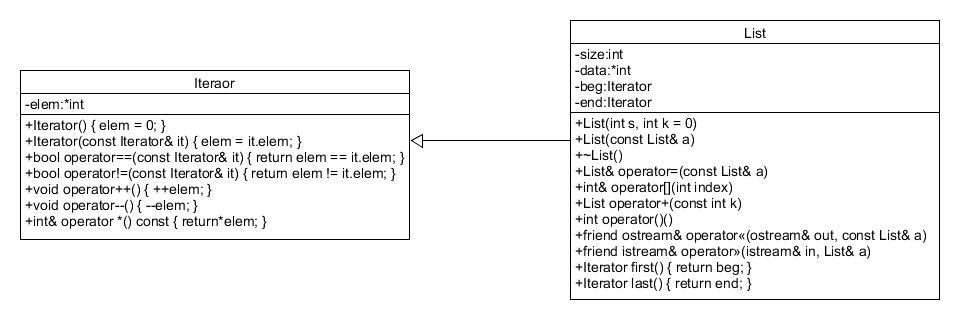 Iteraor
-elem:*int
+Iterator() { elem = 0; }
+Iterator(const Iterator& it) { elem = it.elem; }
+bool operator==(const Iterator& it) { return elem == it.elem; }
+bool operator!=(const Iterator& it) { return elem != it.elem; }
+void operator++() { ++elem; }
+void operator--() { --elem; }
+int& operator *() const { return*elem; }
List
-size:int
-data:*int
-beg:Iterator
-end:Iterator
+List(int s, int k = 0)
+List(const List& a)
+~List()
+List& operator=(const List& a)
+int& operator[](int index)
+List operator+(const int k)
+int operator()()
+friend ostream& operator«(ostream& out, const List& a)
+friend istream& operator»(istream& in, List& a)
+Iterator first() { return beg; }
+Iterator last() { return end; }